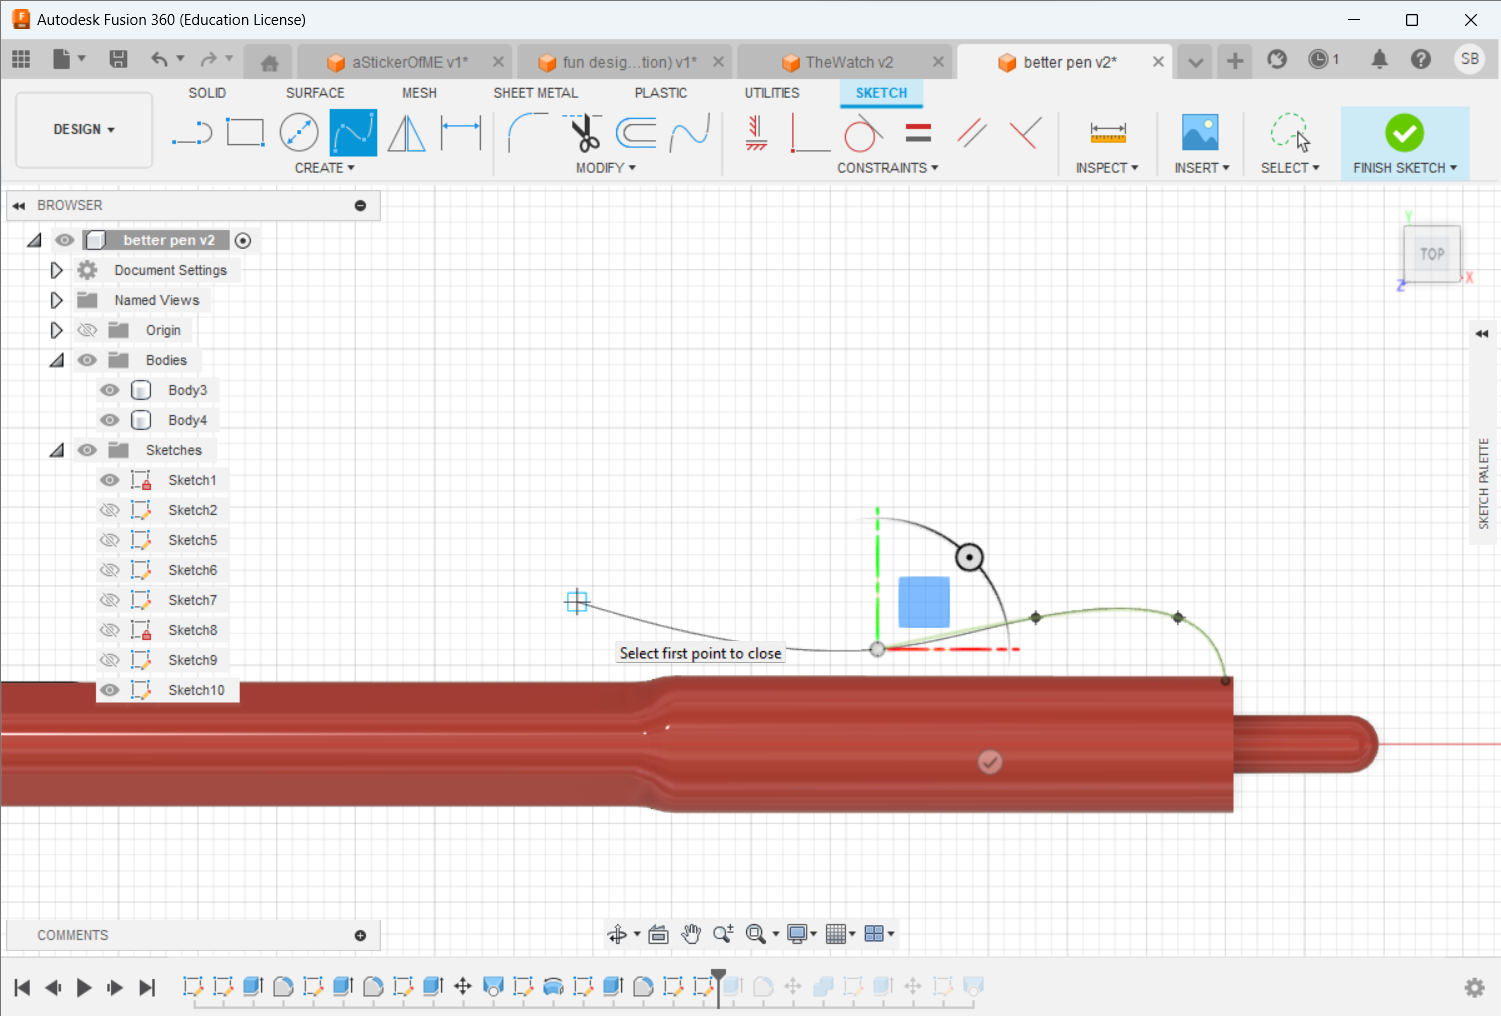 Autodesk Fusion 360 (Education License)
aStickerOfME v1*
fun desig...tion) v1*
TheWatch v2
better pen v2*
1
SB
SOLID
SURFACE
MESH
SHEET METAL
PLASTIC
UTILITIES
SKETCH
DESIGN
CREATE
MODIFY
CONSTRAINTS
INSPECT
INSERT
SELECT
FINISH SKETCH
BROWSER
better pen v2
Document Settings
Named Views
Origin
Bodies
Body3
Body4
Sketches
Sketch1
Sketch2
Sketch5
Sketch6
Sketch7
Sketch8
Sketch9
Sketch10
Y
TOP
X
Z
SKETCH PALETTE
Select first point to close
COMMENTS